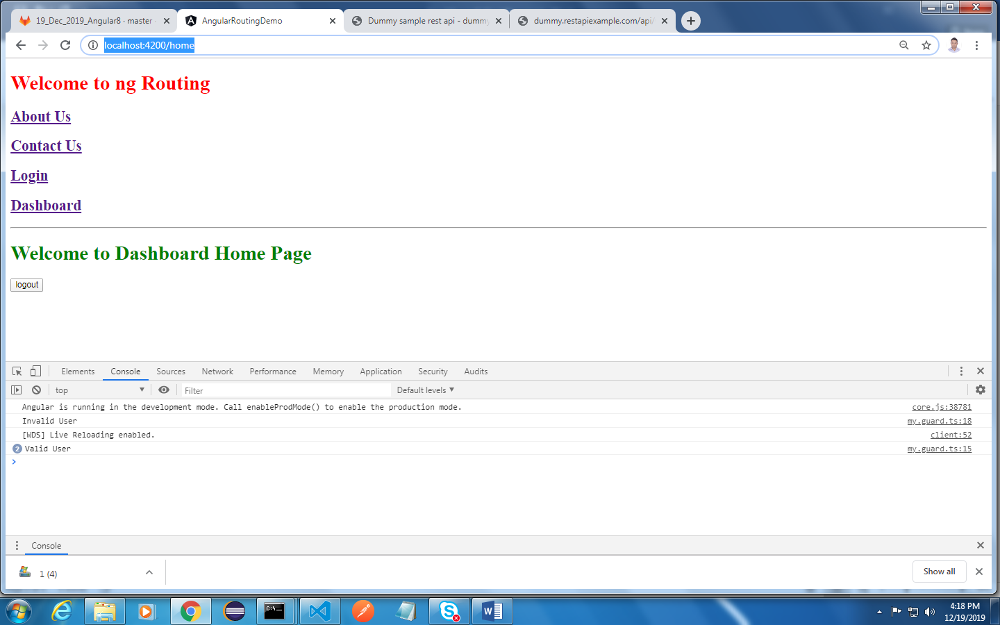 19_Dec_2019_Angular8 · master
AngularRoutingDemo
Dummy sample rest api - dummy
dummy.restapiexample.com/api/
localhost:4200/home
Welcome to ng Routing
About Us
Contact Us
Login
Dashboard
Welcome to Dashboard Home Page
logout
Elements Console Sources Network Performance Memory Application Security Audits
top Filter Default levels
Angular is running in the development mode. Call enableProdMode() to enable the production mode. core.js:38781
Invalid User my.guard.ts:18
[WDS] Live Reloading enabled. client:52
2 Valid User my.guard.ts:15
Console
1 (4) Show all
C:\_
4:18 PM
12/19/2019